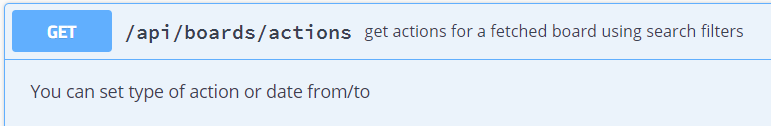 GET /api/boards/actions get actions for a fetched board using search filters
You can set type of action or date from/to